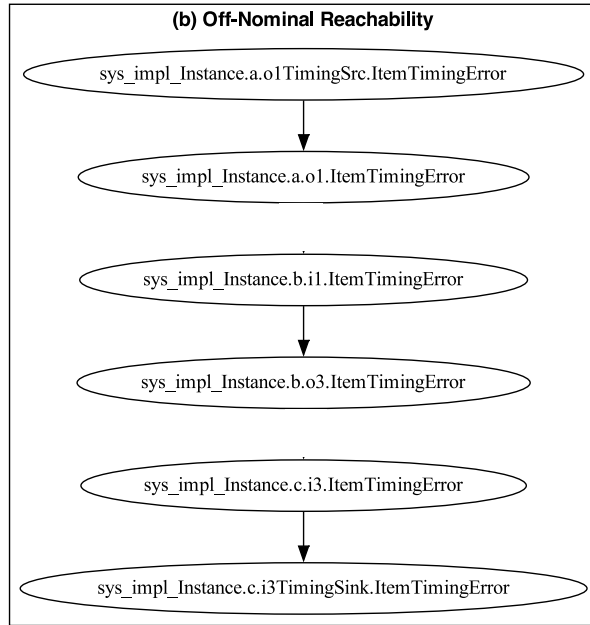 (b) Off-Nominal Reachability
sys_impl_Instance.a.o1TimingSrc.ItemTimingError
sys_impl_Instance.a.o1.ItemTimingError
sys_impl_Instance.b.i1.ItemTimingError
sys_impl_Instance.b.o3.ItemTimingError
sys_impl_Instance.c.i3.ItemTimingError
sys_impl_Instance.c.i3TimingSink.ItemTimingError